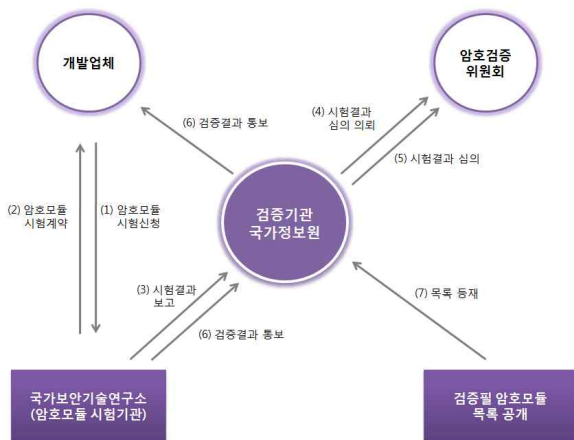 개발업체
암호검증
위원회
(6) 검증결과 통보
(4) 시험결과
심의 의뢰
(5) 시험결과 심의
(2) 암호모듈
시험계약
(1) 암호모듈
시험신청
검증기관
국가정보원
(3) 시험결과
보고
(6) 검증결과 통보
(7) 목록 등재
국가보안기술연구소
(암호모듈 시험기관)
검증필 암호모듈
목록 공개